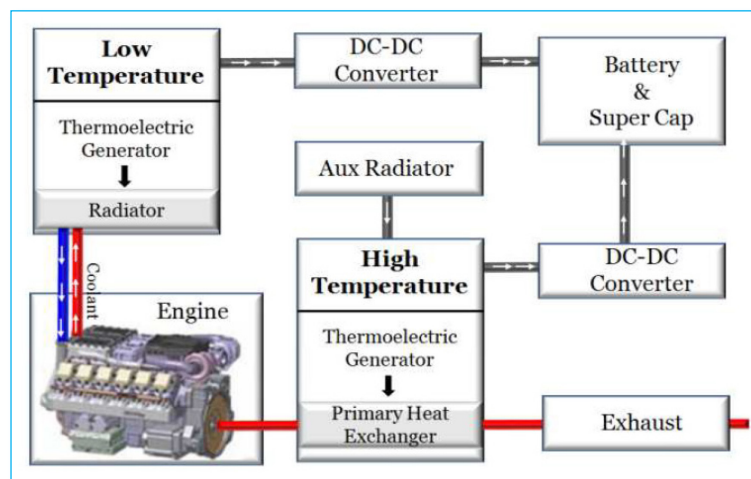 Low
Temperature
Thermoelectric
Generator
Radiator
DC-DC
Converter
Battery
&
Super Cap
Aux Radiator
High
Temperature
Thermoelectric
Generator
Primary Heat
Exchanger
DC-DC
Converter
Coolant
Engine
Exhaust